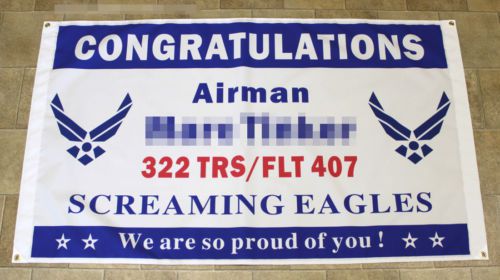 CONGRATULATIONS
Airman
322 TRS/FLT 407
SCREAMING EAGLES
We are so proud of you !